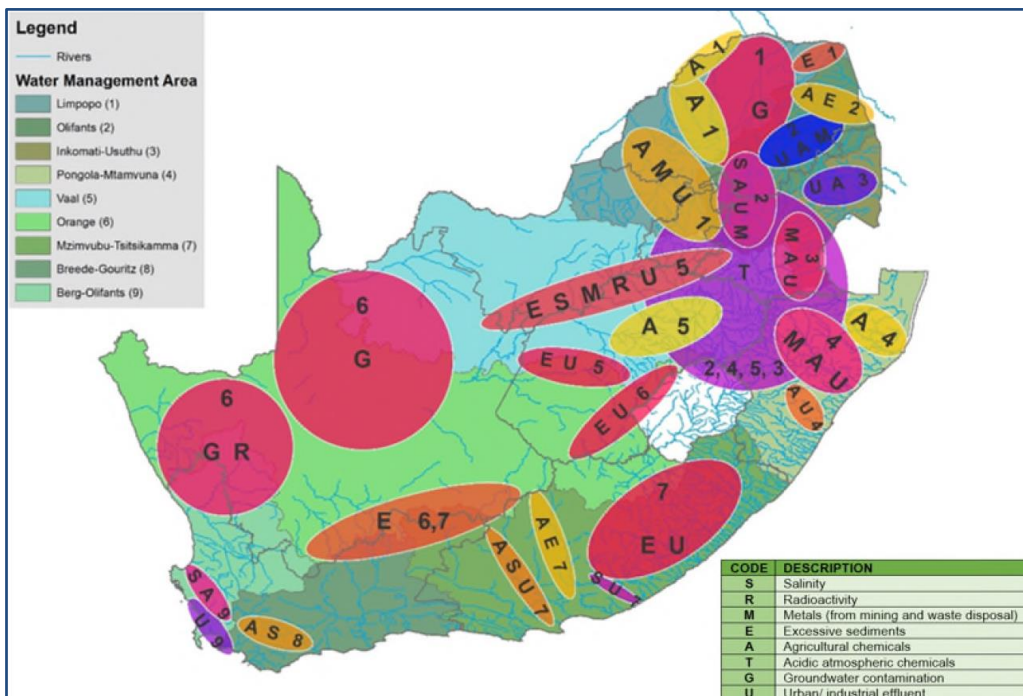 Legend
Rivers
Water Management Area
Limpopo (1)
Olifants (2)
Inkomati-Usuthu (3)
Pongola-Mtamvuna (4)
Vaal (5)
Orange (6)
Mzimvubu-Tsitsikamma (7)
Breede-Gouritz (8)
Berg-Olifants (9)
A 1
1
G
E 1
A 1
A E 2
2
U A M
A M U 1
S A U M 2
U A 3
M A U 3
T
E S M R U 5
A 5
A 4
4
M A U
2, 4, 5, 3
E U 5
E U 6
A U 4
6
G
6
G R
7
E U
E 6,7
A E 7
A S U 7
S U 7
S A 9
U 9
A S 8
CODE DESCRIPTION
S Salinity
R Radioactivity
M Metals (from mining and waste disposal)
E Excessive sediments
A Agricultural chemicals
T Acidic atmospheric chemicals
G Groundwater contamination
U Urban/ industrial effluent